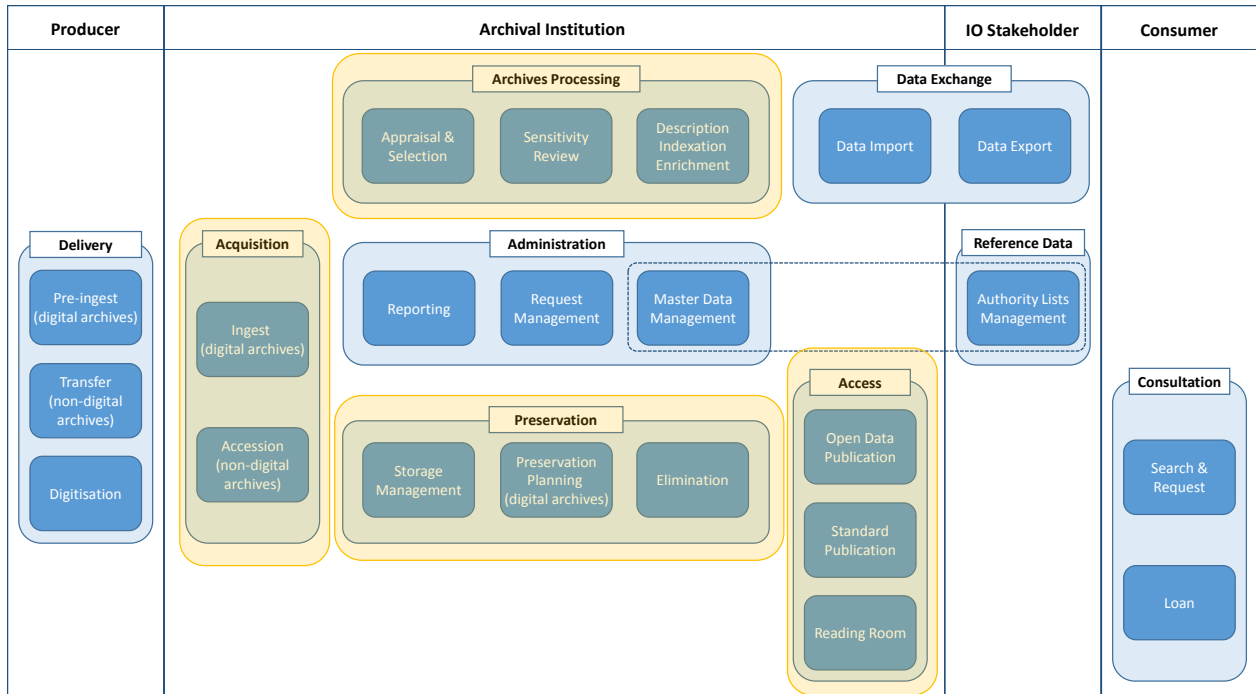 Producer
Archival Institution
IO Stakeholder
Consumer
Archives Processing
Appraisal &
Selection
Sensitivity
Review
Description
Indexation
Enrichment
Data Exchange
Data Import
Data Export
Delivery
Pre-ingest
(digital archives)
Transfer
(non-digital
archives)
Digitisation
Acquisition
Ingest
(digital archives)
Accession
(non-digital
archives)
Administration
Reporting
Request
Management
Master Data
Management
Reference Data
Authority Lists
Management
Preservation
Storage
Management
Preservation
Planning
(digital archives)
Elimination
Access
Open Data
Publication
Standard
Publication
Reading Room
Consultation
Search &
Request
Loan